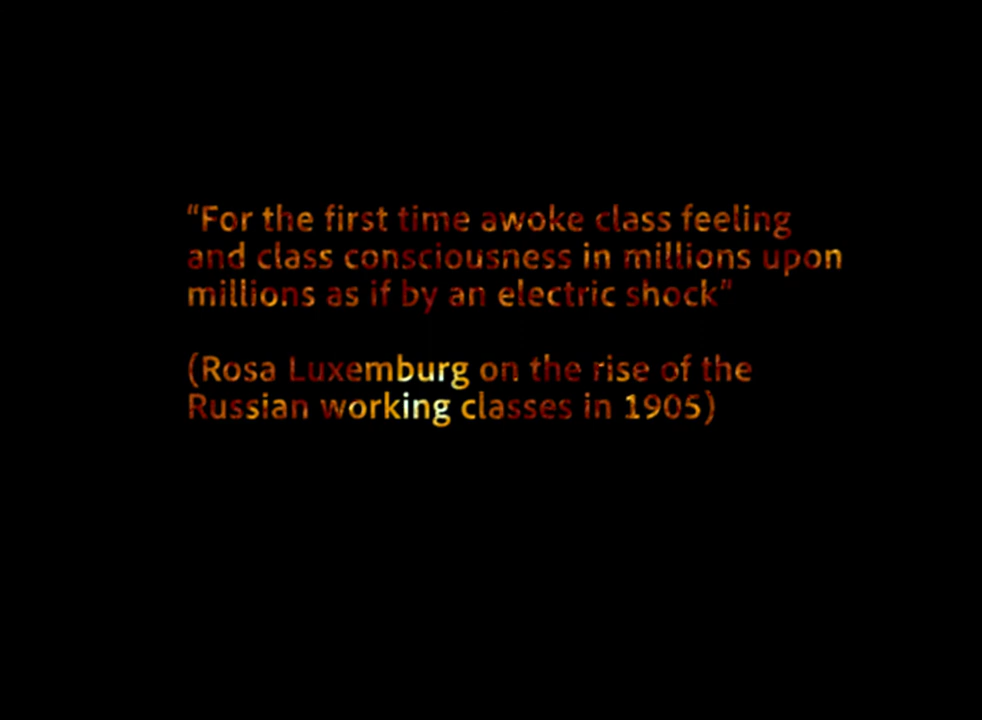 “For the first time awoke class feeling
and class consciousness in millions upon
millions as if by an electric shock”
(Rosa Luxemburg on the rise of the
Russian working classes in 1905)